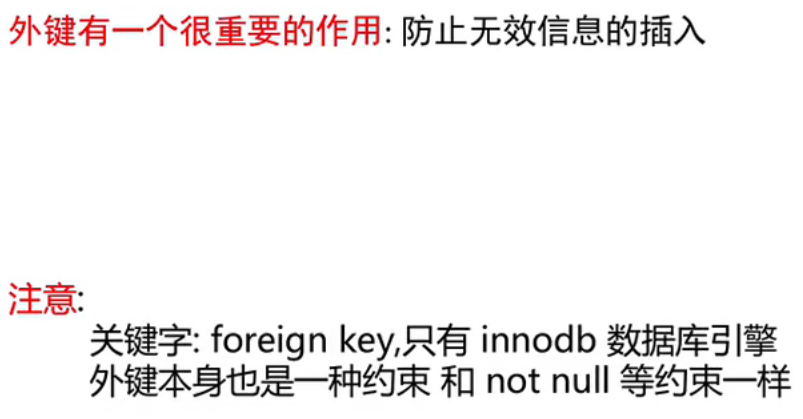 外键有一个很重要的作用: 防止无效信息的插入
注意:
关键字: foreign key,只有 innodb 数据库引擎
外键本身也是一种约束 和 not null 等约束一样